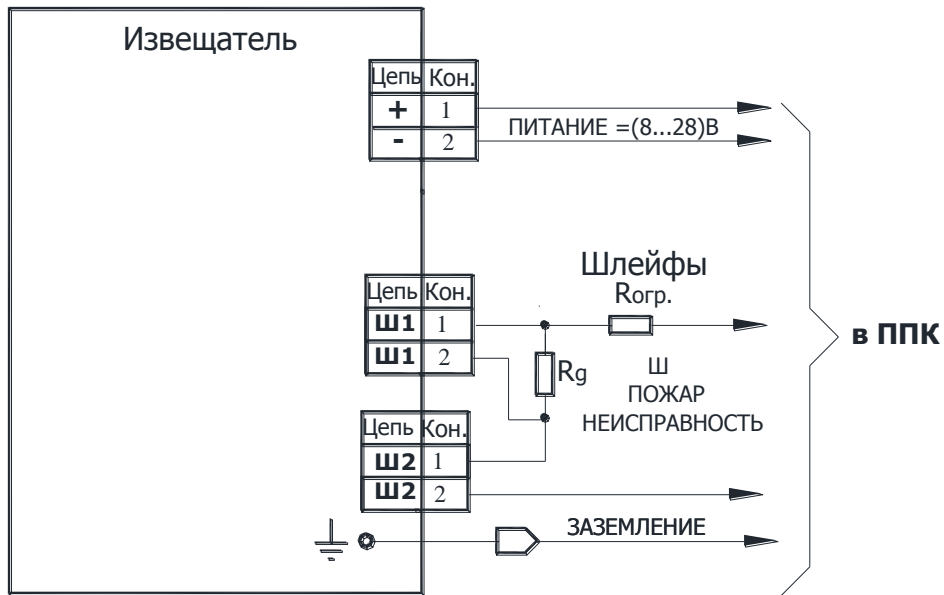 Извещатель
Цепь Кон.
+ 1
- 2
ПИТАНИЕ =(8...28)В
Шлейфы
Rогр.
Цепь Кон.
Ш1 1
Ш1 2
Rg
Ш
ПОЖАР
НЕИСПРАВНОСТЬ
в ППК
Цепь Кон.
Ш2 1
Ш2 2
ЗАЗЕМЛЕНИЕ